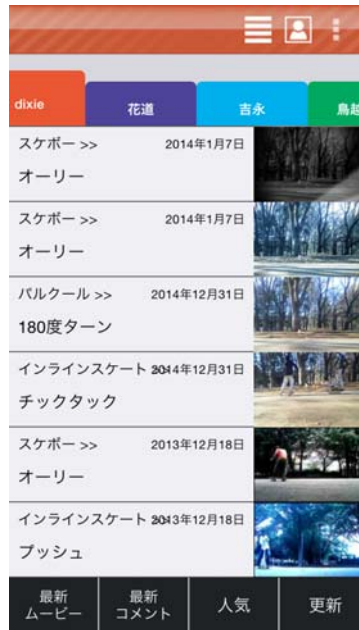 dixie 花道 吉永 鳥越
スケボー >> 2014年1月7日
オーリー
スケボー >> 2014年1月7日
オーリー
パルクール >> 2014年12月31日
180度ターン
インラインスケート >> 2014年12月31日
チックタック
スケボー >> 2013年12月18日
オーリー
インラインスケート >> 2013年12月18日
プッシュ
最新 最新 人気 更新
ムービー コメント